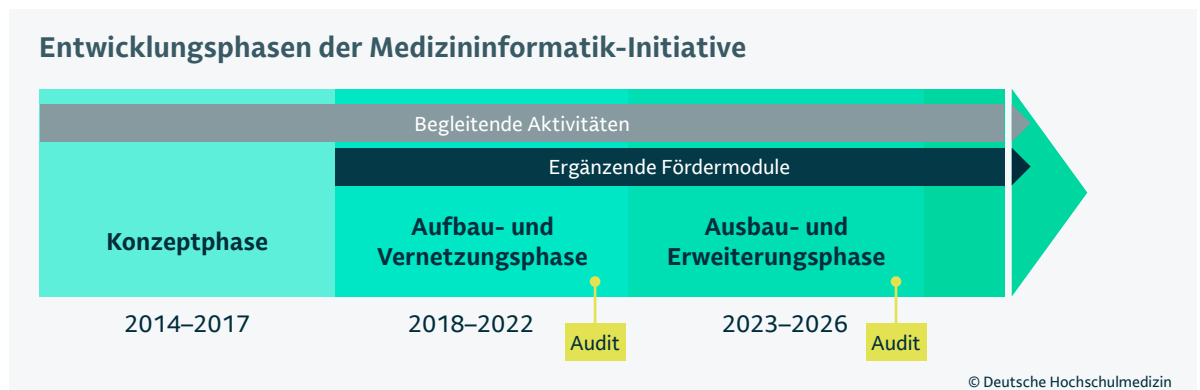 Entwicklungsphasen der Medizininformatik-Initiative
Begleitende Aktivitäten
Ergänzende Fördermodule
Konzeptphase
Aufbau- und
Vernetzungsphase
Ausbau- und
Erweiterungsphase
2014–2017
2018–2022
Audit
2023–2026
Audit
© Deutsche Hochschulmedizin